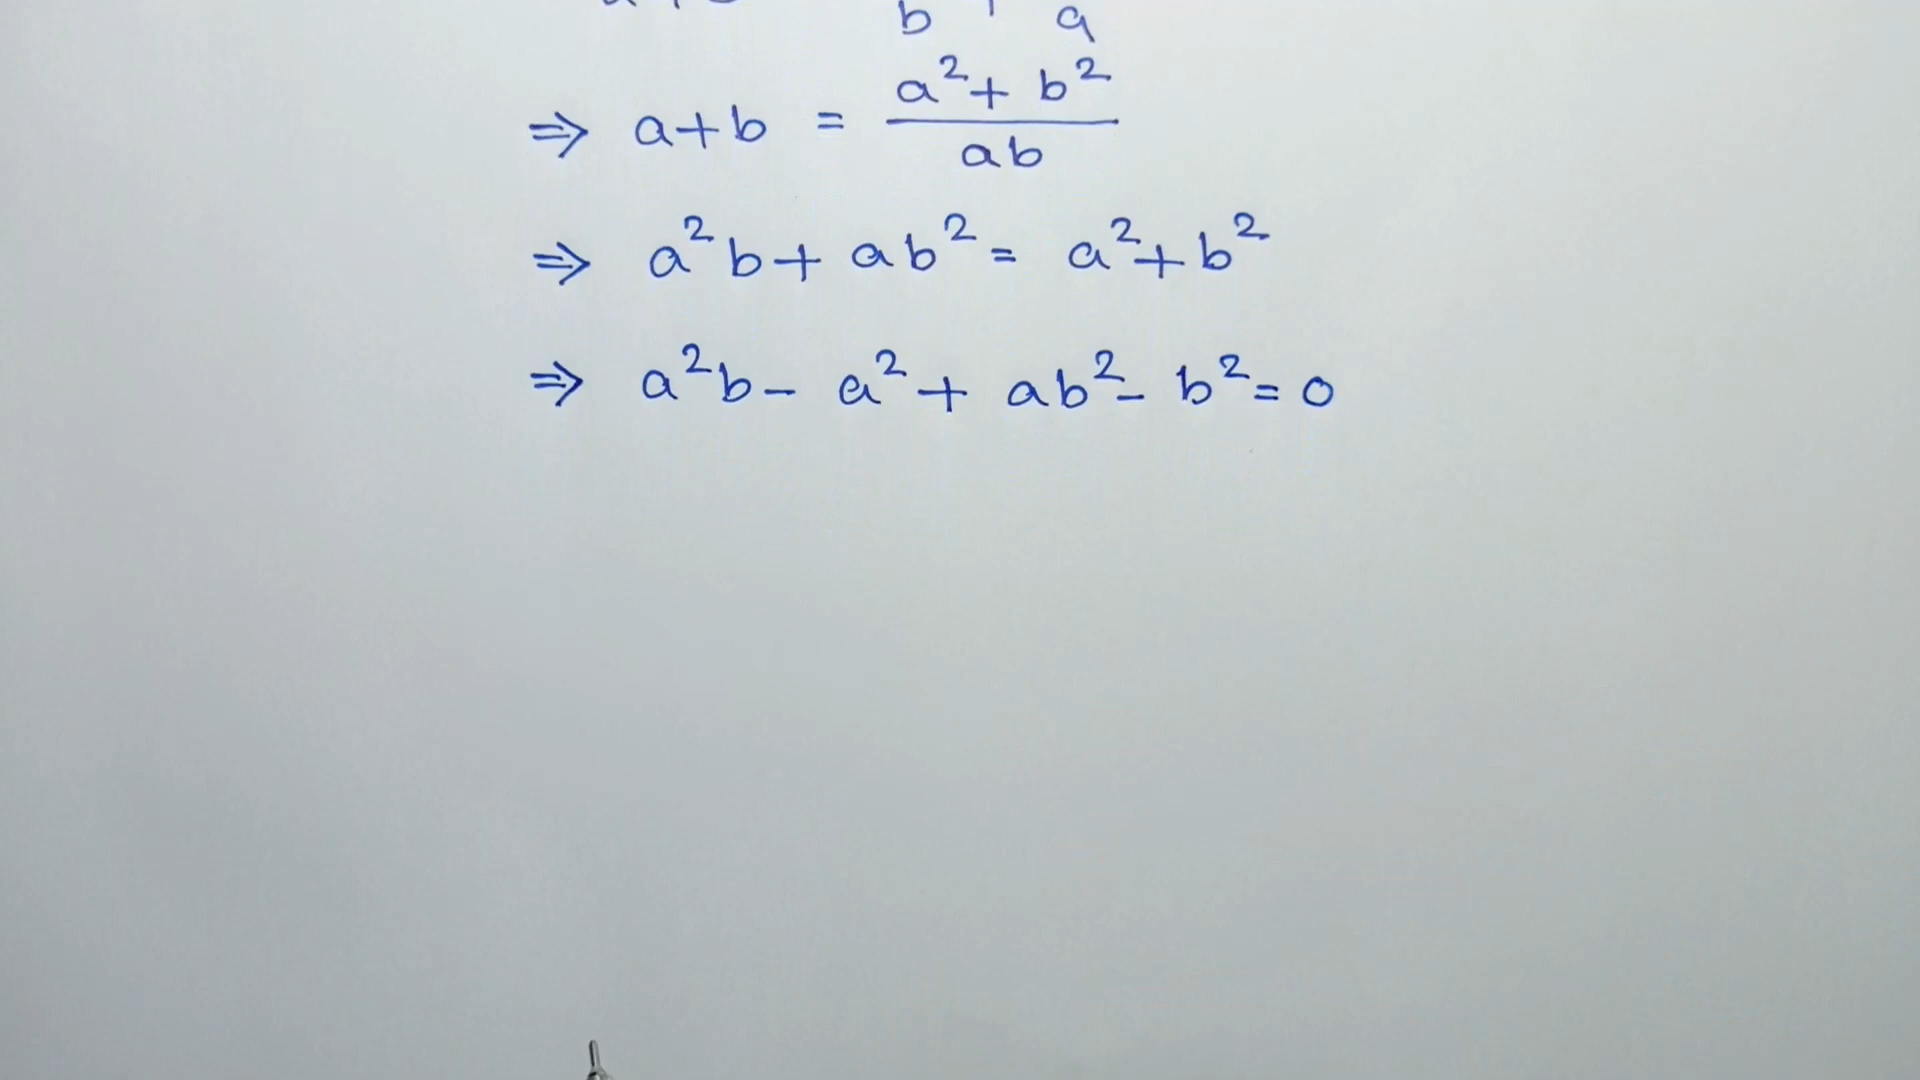 b a
⇒ a+b = a²+ b² / ab
⇒ a²b+ ab² = a²+b²
⇒ a²b- a²+ ab²- b²=0